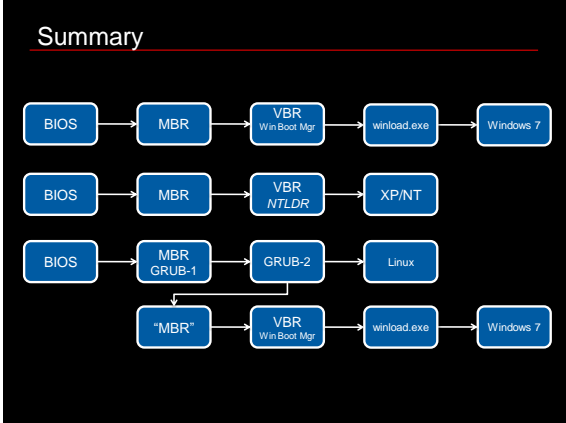 Summary
BIOS
MBR
VBR
Win Boot Mgr
winload.exe
Windows 7
BIOS
MBR
VBR
NTLDR
XP/NT
BIOS
MBR
GRUB-1
GRUB-2
Linux
“MBR”
VBR
Win Boot Mgr
winload.exe
Windows 7